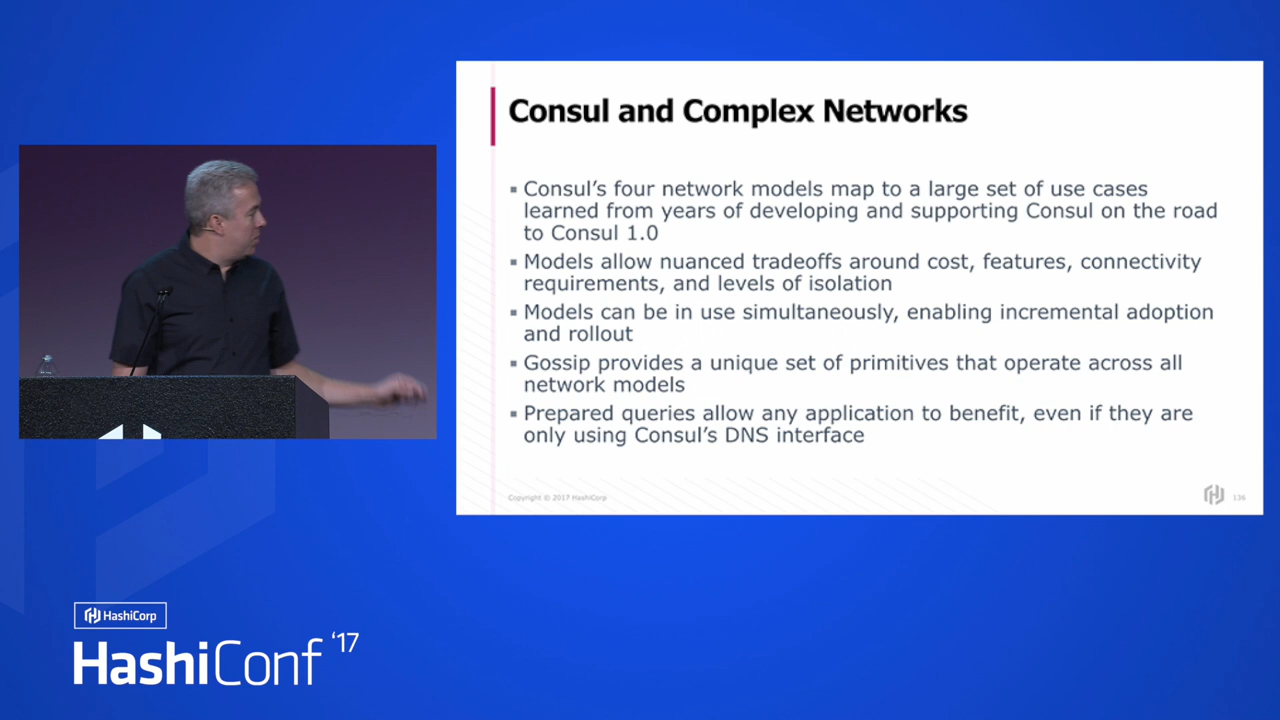 Consul and Complex Networks
▪ Consul's four network models map to a large set of use cases
learned from years of developing and supporting Consul on the road
to Consul 1.0
▪ Models allow nuanced tradeoffs around cost, features, connectivity
requirements, and levels of isolation
▪ Models can be in use simultaneously, enabling incremental adoption
and rollout
▪ Gossip provides a unique set of primitives that operate across all
network models
▪ Prepared queries allow any application to benefit, even if they are
only using Consul's DNS interface
Copyright © 2017 HashiCorp
136
HashiCorp
HashiConf '17